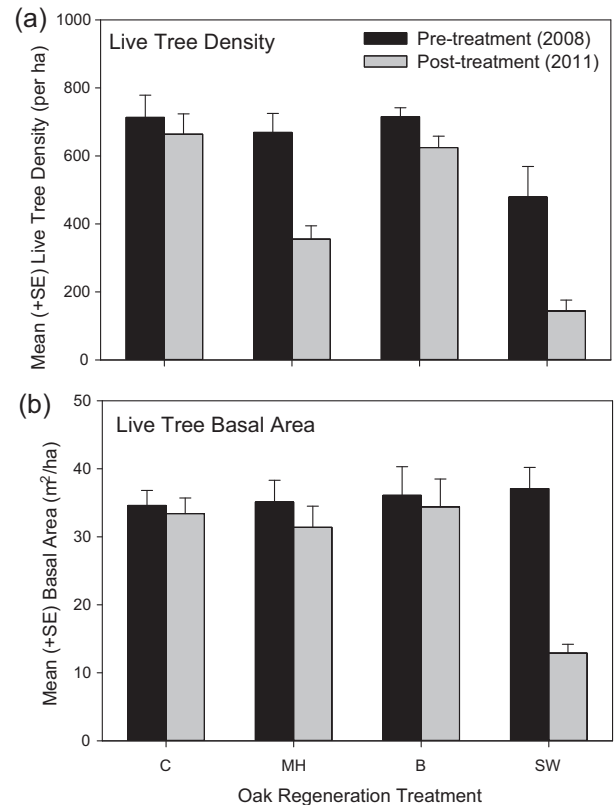 (a)
Live Tree Density
Pre-treatment (2008)
Post-treatment (2011)
Mean (+SE) Live Tree Density (per ha)
1000
800
600
400
200
0
(b)
Live Tree Basal Area
Mean (+SE) Basal Area (m²/ha)
50
40
30
20
10
0
C MH B SW
Oak Regeneration Treatment